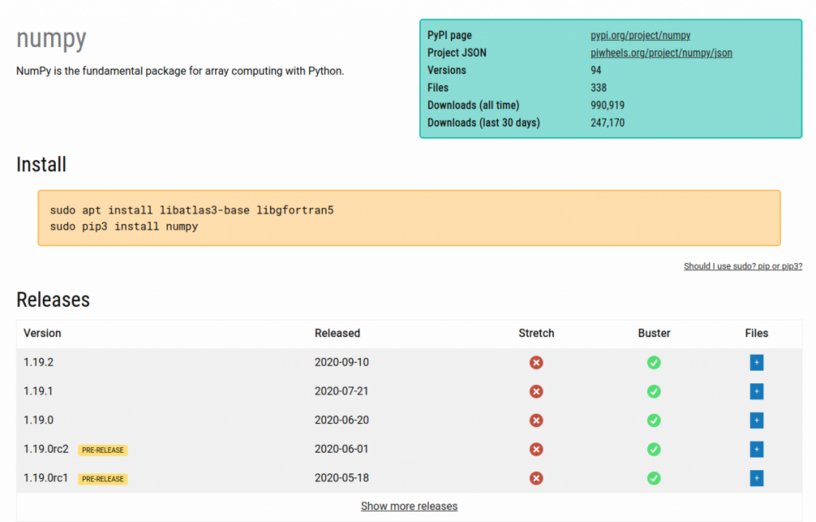 numpy
NumPy is the fundamental package for array computing with Python.
PyPI page pypi.org/project/numpy
Project JSON piwheels.org/project/numpy/json
Versions 94
Files 338
Downloads (all time) 990,919
Downloads (last 30 days) 247,170
Install
sudo apt install libatlas3-base libgfortran5
sudo pip3 install numpy
Should I use sudo? pip or pip3?
Releases
Version Released Stretch Buster Files
1.19.2 2020-09-10 +
1.19.1 2020-07-21 +
1.19.0 2020-06-20 +
1.19.0rc2 PRE-RELEASE 2020-06-01 +
1.19.0rc1 PRE-RELEASE 2020-05-18 +
Show more releases